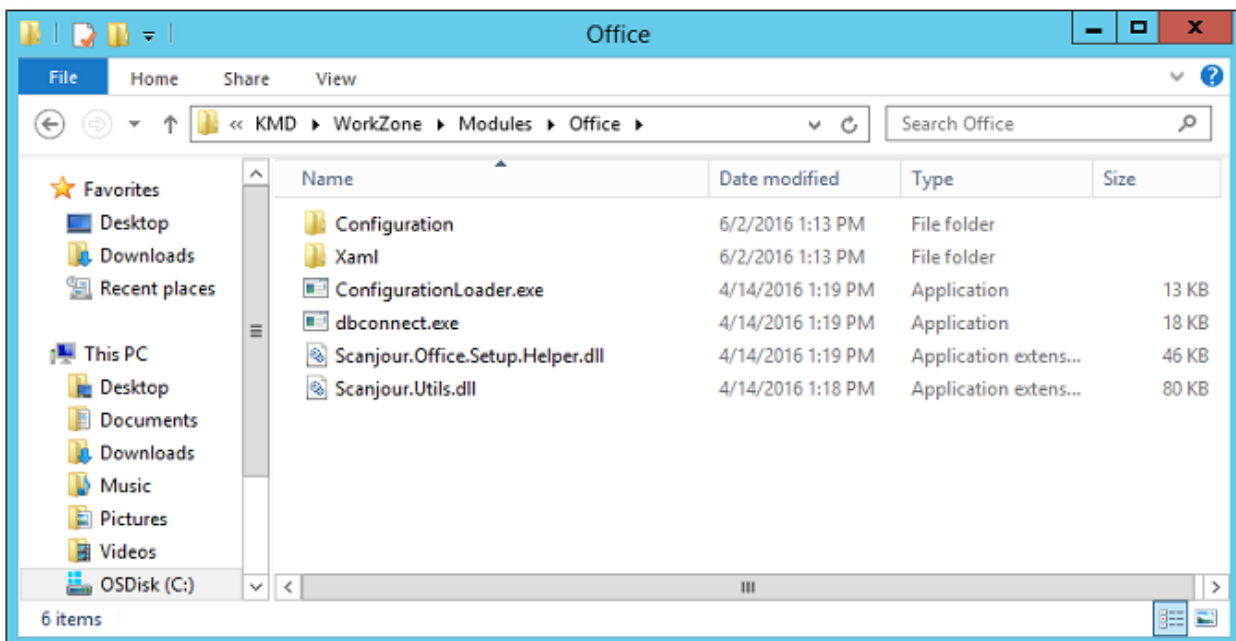 Office
File Home Share View
« KMD WorkZone Modules Office Search Office
Name Date modified Type Size
Favorites
Desktop
Downloads
Recent places
This PC
Desktop
Documents
Downloads
Music
Pictures
Videos
OSDisk (C:)
Configuration 6/2/2016 1:13 PM File folder
Xaml 6/2/2016 1:13 PM File folder
ConfigurationLoader.exe 4/14/2016 1:19 PM Application 13 KB
dbconnect.exe 4/14/2016 1:19 PM Application 18 KB
Scanjour.Office.Setup.Helper.dll 4/14/2016 1:19 PM Application extens... 46 KB
Scanjour.Utils.dll 4/14/2016 1:18 PM Application extens... 80 KB
6 items